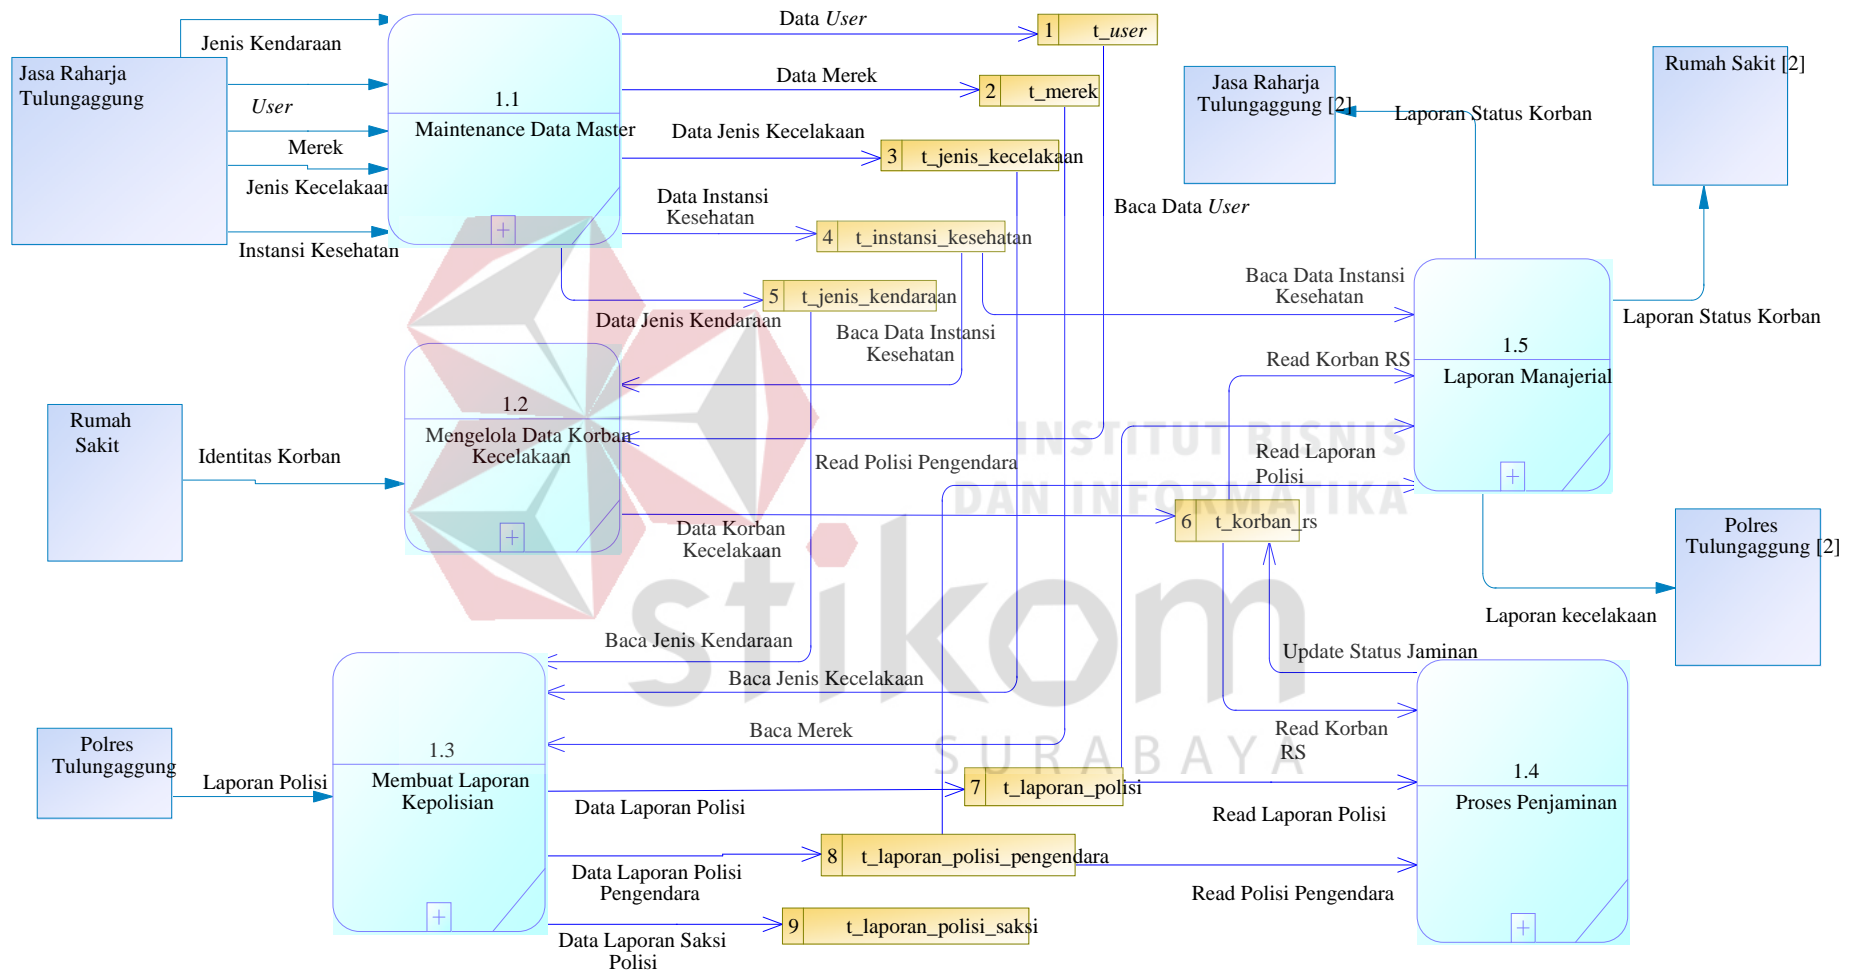 Data User
1 t_user
Jenis Kendaraan
Jasa Raharja
Tulungaggung
User
Merek
Jenis Kecelakaan
Instansi Kesehatan
1.1
Maintenance Data Master
Data Merek
2 t_merek
Data Jenis Kecelakaan
3 t_jenis_kecelakaan
Data Instansi
Kesehatan
4 t_instansi_kesehatan
5 t_jenis_kendaraan
Data Jenis Kendaraan
Baca Data Instansi
Kesehatan
Baca Data User
Jasa Raharja
Tulungaggung [2]
Laporan Status Korban
Rumah Sakit [2]
Baca Data Instansi
Kesehatan
Laporan Status Korban
Read Korban RS
1.5
Laporan Manajerial
Rumah
Sakit
Identitas Korban
1.2
Mengelola Data Korban
Kecelakaan
Read Polisi Pengendara
INSTITUT BISNIS
DAN INFORMATIKA
Read Laporan
Polisi
Data Korban
Kecelakaan
6 t_korban_rs
Polres
Tulungaggung [2]
Laporan kecelakaan
stikom
SURABAYA
Baca Jenis Kendaraan
Baca Jenis Kecelakaan
Baca Merek
Update Status Jaminan
Read Korban
RS
Polres
Tulungaggung
Laporan Polisi
1.3
Membuat Laporan
Kepolisian
Data Laporan Polisi
7 t_laporan_polisi
Read Laporan Polisi
1.4
Proses Penjaminan
Data Laporan Polisi
Pengendara
8 t_laporan_polisi_pengendara
Read Polisi Pengendara
Data Laporan Saksi
Polisi
9 t_laporan_polisi_saksi